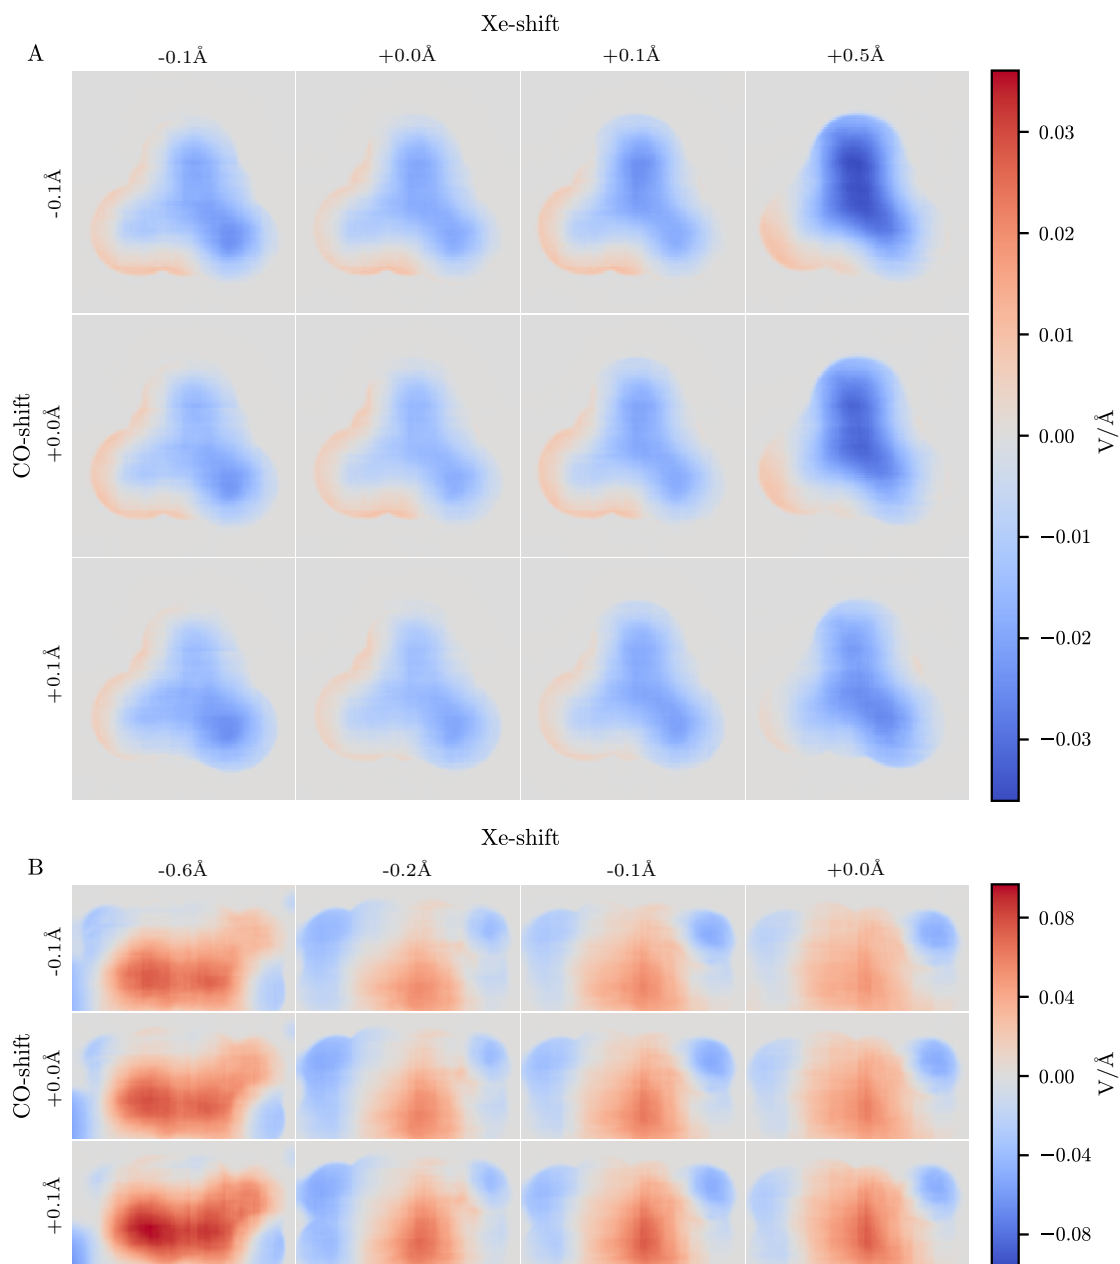 Xe-shift
A
-0.1Å +0.0Å +0.1Å +0.5Å
CO-shift
-0.1Å
+0.0Å
+0.1Å
0.03
0.02
0.01
0.00
−0.01
−0.02
−0.03
V/Å
Xe-shift
B
-0.6Å -0.2Å -0.1Å +0.0Å
CO-shift
-0.1Å
+0.0Å
+0.1Å
0.08
0.04
0.00
−0.04
−0.08
V/Å